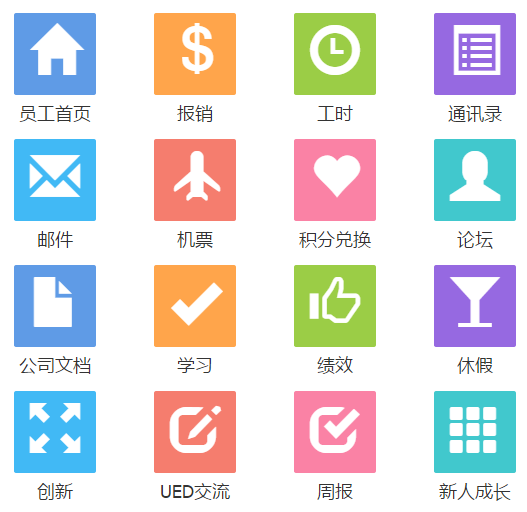 员工首页
报销
工时
通讯录
邮件
机票
积分兑换
论坛
公司文档
学习
绩效
休假
创新
UED交流
周报
新人成长